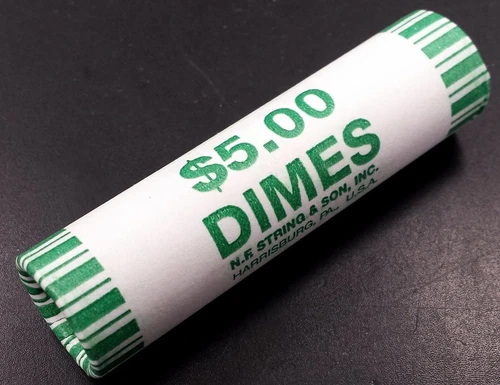 $5.00
DIMES
N.F. STRING & SON, INC.
HARRISBURG, PA., U.S.A.